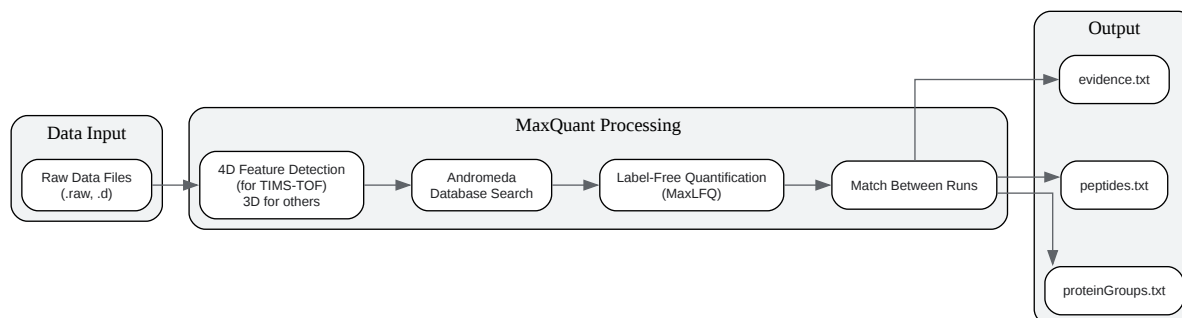 Data Input
Raw Data Files
(.raw, .d)
MaxQuant Processing
4D Feature Detection
(for TIMS-TOF)
3D for others
Andromeda
Database Search
Label-Free Quantification
(MaxLFQ)
Match Between Runs
Output
evidence.txt
peptides.txt
proteinGroups.txt